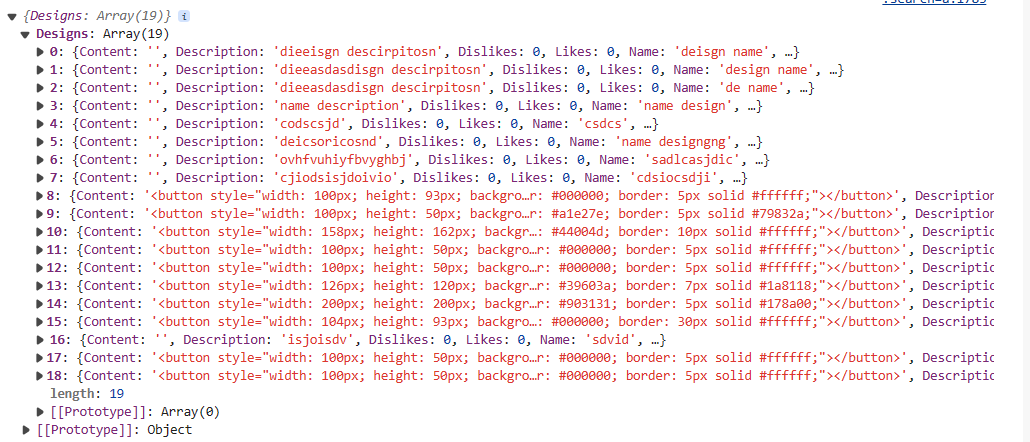 .search=a:1785
{Designs: Array(19)} i
Designs: Array(19)
0: {Content: '', Description: 'dieeisgn descirpitosn', Dislikes: 0, Likes: 0, Name: 'deisgn name', …}
1: {Content: '', Description: 'dieeasdasdisgn descirpitosn', Dislikes: 0, Likes: 0, Name: 'design name', …}
2: {Content: '', Description: 'dieeasdasdisgn descirpitosn', Dislikes: 0, Likes: 0, Name: 'de name', …}
3: {Content: '', Description: 'name description', Dislikes: 0, Likes: 0, Name: 'name design', …}
4: {Content: '', Description: 'codscsjd', Dislikes: 0, Likes: 0, Name: 'csdcs', …}
5: {Content: '', Description: 'deicsoricosnd', Dislikes: 0, Likes: 0, Name: 'name designgng', …}
6: {Content: '', Description: 'ovhfvuhiyfbvyghbj', Dislikes: 0, Likes: 0, Name: 'sadlcasjdic', …}
7: {Content: '', Description: 'cjiodsisjdoivio', Dislikes: 0, Likes: 0, Name: 'cdsiocsdji', …}
8: {Content: '<button style="width: 100px; height: 93px; backgro…r: #000000; border: 5px solid #ffffff;"></button>', Description
9: {Content: '<button style="width: 100px; height: 50px; backgro…r: #a1e27e; border: 5px solid #79832a;"></button>', Description
10: {Content: '<button style="width: 158px; height: 162px; backgr…: #44004d; border: 10px solid #ffffff;"></button>', Descriptio
11: {Content: '<button style="width: 100px; height: 50px; backgro…r: #000000; border: 5px solid #ffffff;"></button>', Descriptio
12: {Content: '<button style="width: 100px; height: 50px; backgro…r: #000000; border: 5px solid #ffffff;"></button>', Descriptio
13: {Content: '<button style="width: 126px; height: 120px; backgr…: #39603a; border: 7px solid #1a8118;"></button>', Descriptio
14: {Content: '<button style="width: 200px; height: 200px; backgr…: #903131; border: 5px solid #178a00;"></button>', Descriptio
15: {Content: '<button style="width: 104px; height: 93px; backgro…: #000000; border: 30px solid #ffffff;"></button>', Descriptio
16: {Content: '', Description: 'isjoisdv', Dislikes: 0, Likes: 0, Name: 'sdvid', …}
17: {Content: '<button style="width: 100px; height: 50px; backgro…r: #000000; border: 5px solid #ffffff;"></button>', Descriptio
18: {Content: '<button style="width: 100px; height: 50px; backgro…r: #000000; border: 5px solid #ffffff;"></button>', Descriptio
length: 19
[[Prototype]]: Array(0)
[[Prototype]]: Object